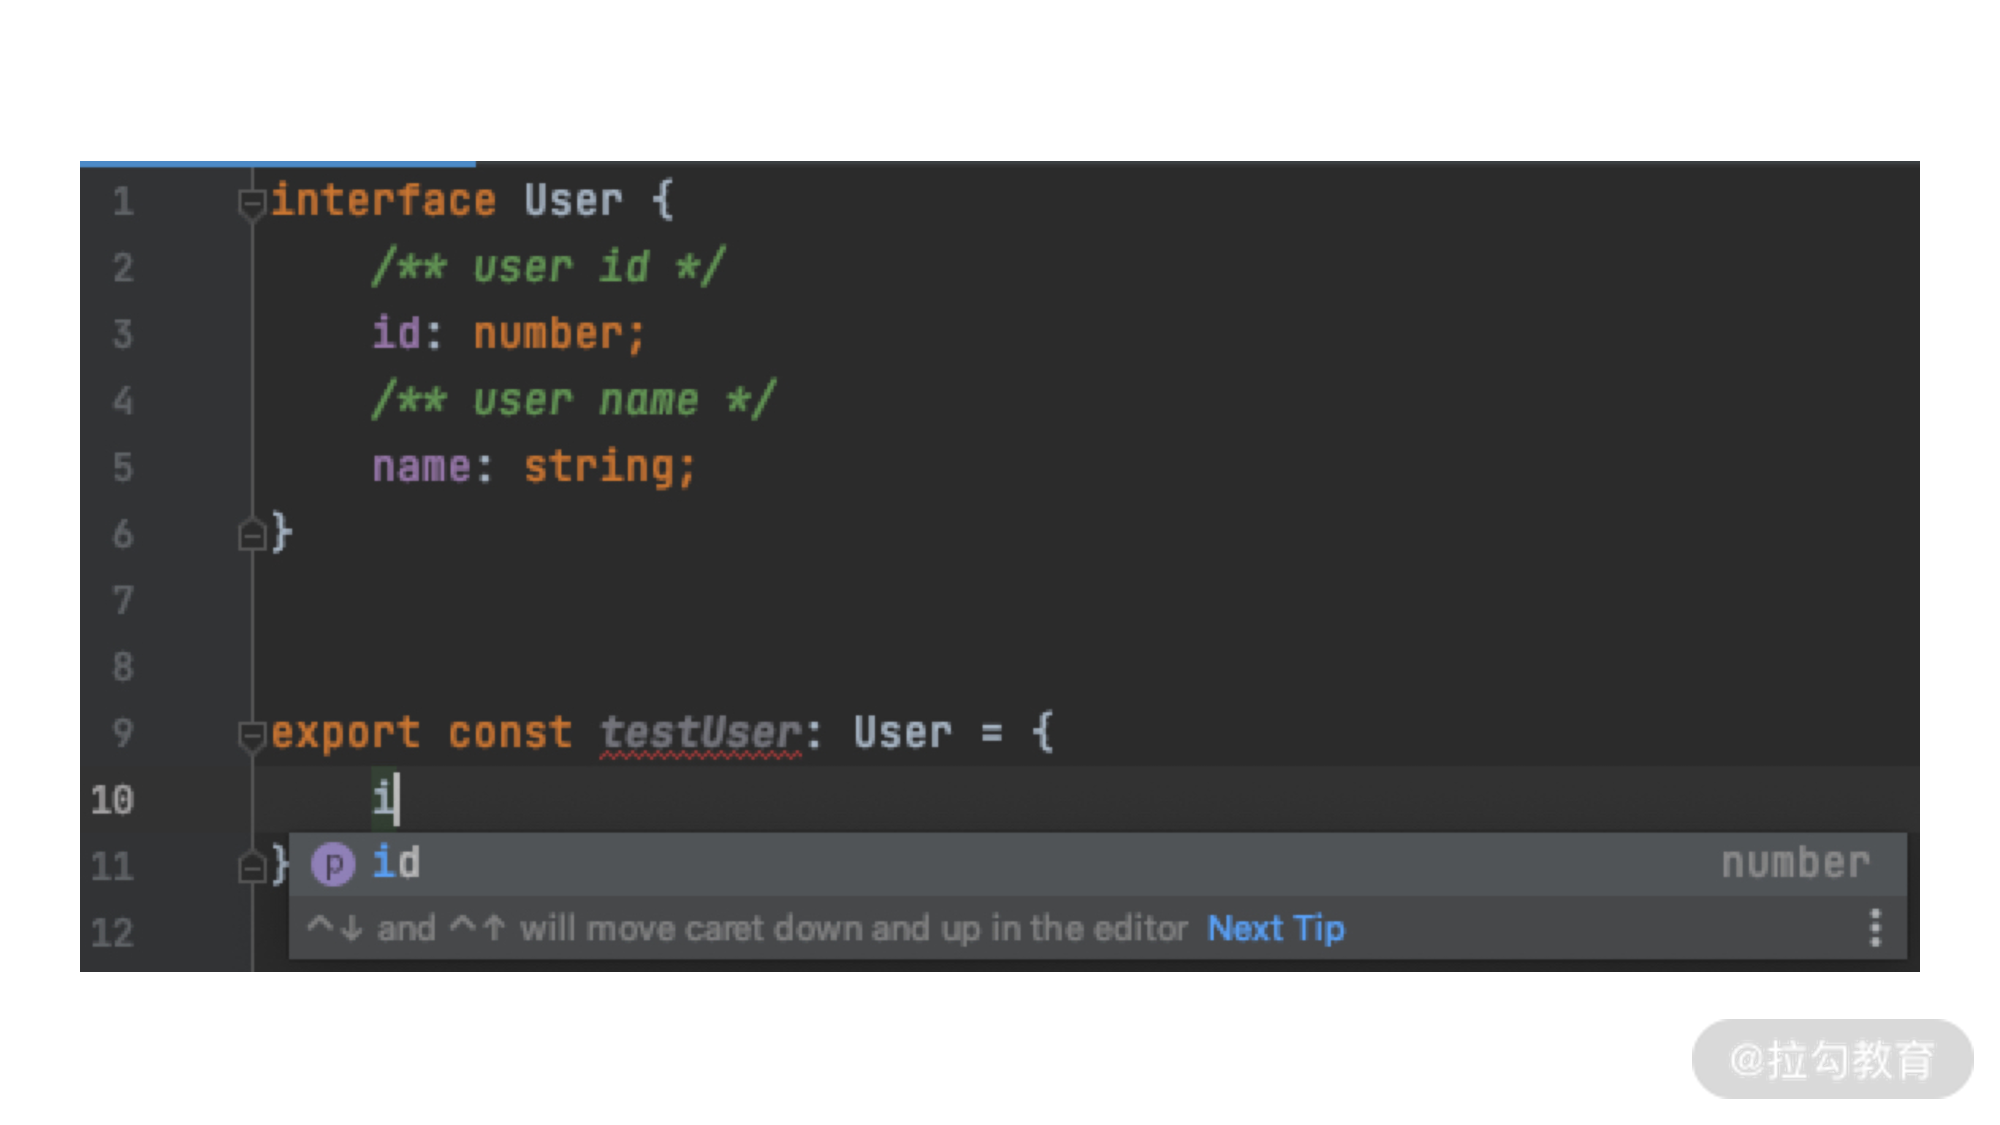 1 interface User {
2 /** user id */
3 id: number;
4 /** user name */
5 name: string;
6 }
7
8
9 export const testUser: User = {
10 i
11 } p id number
12 ^↓ and ^↑ will move caret down and up in the editor Next Tip
@拉勾教育